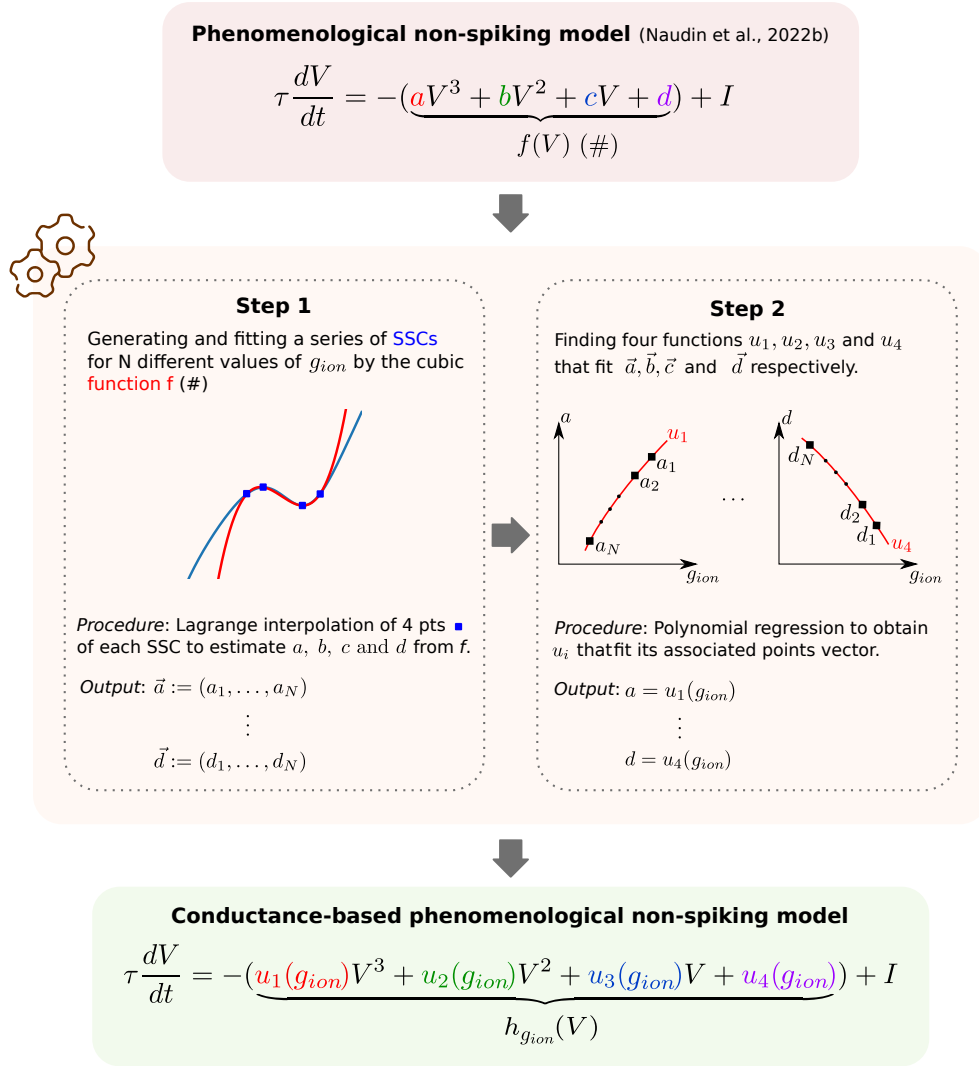 Phenomenological non-spiking model (Naudin et al., 2022b)
τ dV/dt = −(aV³ + bV² + cV + d) + I
f(V) (#)
Step 1
Generating and fitting a series of SSCs
for N different values of g_ion by the cubic
function f (#)
Procedure: Lagrange interpolation of 4 pts
of each SSC to estimate a, b, c and d from f.
Output: a⃗ := (a₁, . . . , a_N)
⋮
d⃗ := (d₁, . . . , d_N)
Step 2
Finding four functions u₁, u₂, u₃ and u₄
that fit a⃗, b⃗, c⃗ and d⃗ respectively.
a
u₁
a₁
a₂
a_N
g_ion
. . .
d
d_N
d₂
d₁
u₄
g_ion
Procedure: Polynomial regression to obtain
u_i thatfit its associated points vector.
Output: a = u₁(g_ion)
⋮
d = u₄(g_ion)
Conductance-based phenomenological non-spiking model
τ dV/dt = −(u₁(g_ion)V³ + u₂(g_ion)V² + u₃(g_ion)V + u₄(g_ion)) + I
h_{g_ion}(V)